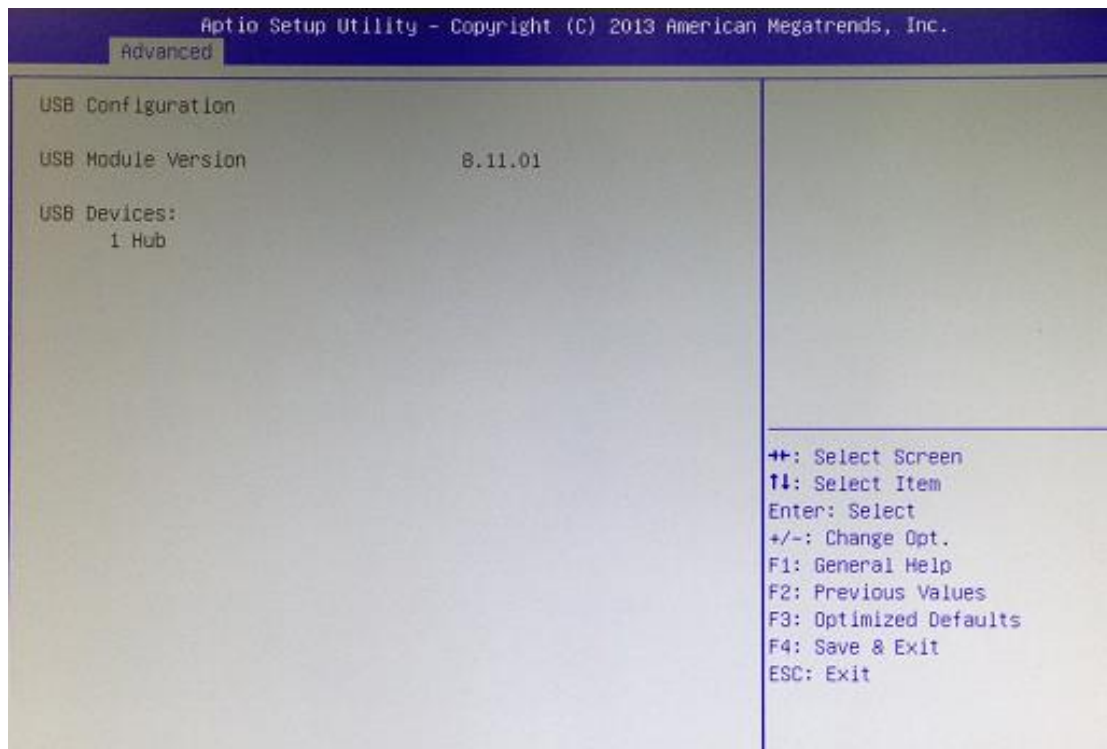 Aptio Setup Utility – Copyright (C) 2013 American Megatrends, Inc.
Advanced
USB Configuration
USB Module Version 8.11.01
USB Devices:
1 Hub
→←: Select Screen
↑↓: Select Item
Enter: Select
+/-: Change Opt.
F1: General Help
F2: Previous Values
F3: Optimized Defaults
F4: Save & Exit
ESC: Exit